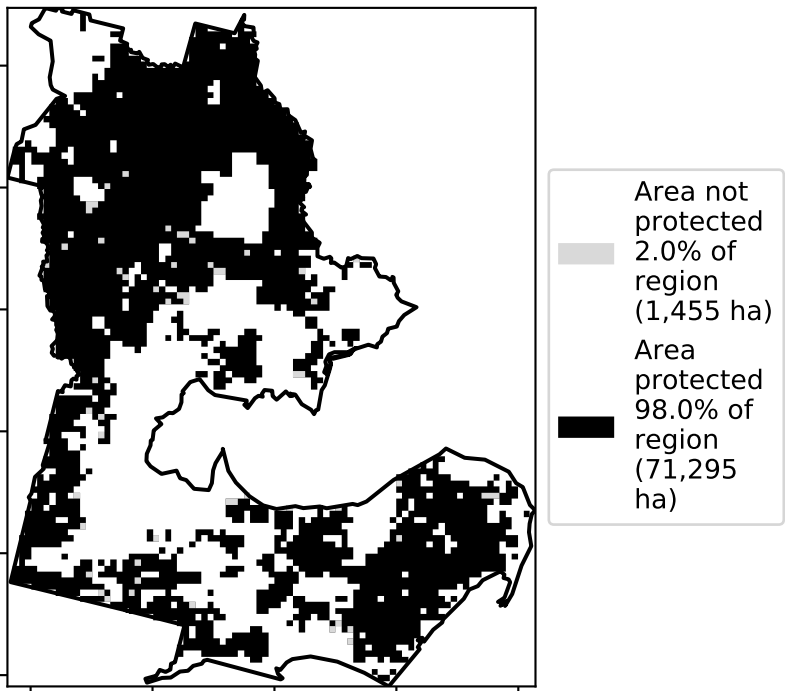 Area not
protected
2.0% of
region
(1,455 ha)
Area
protected
98.0% of
region
(71,295
ha)